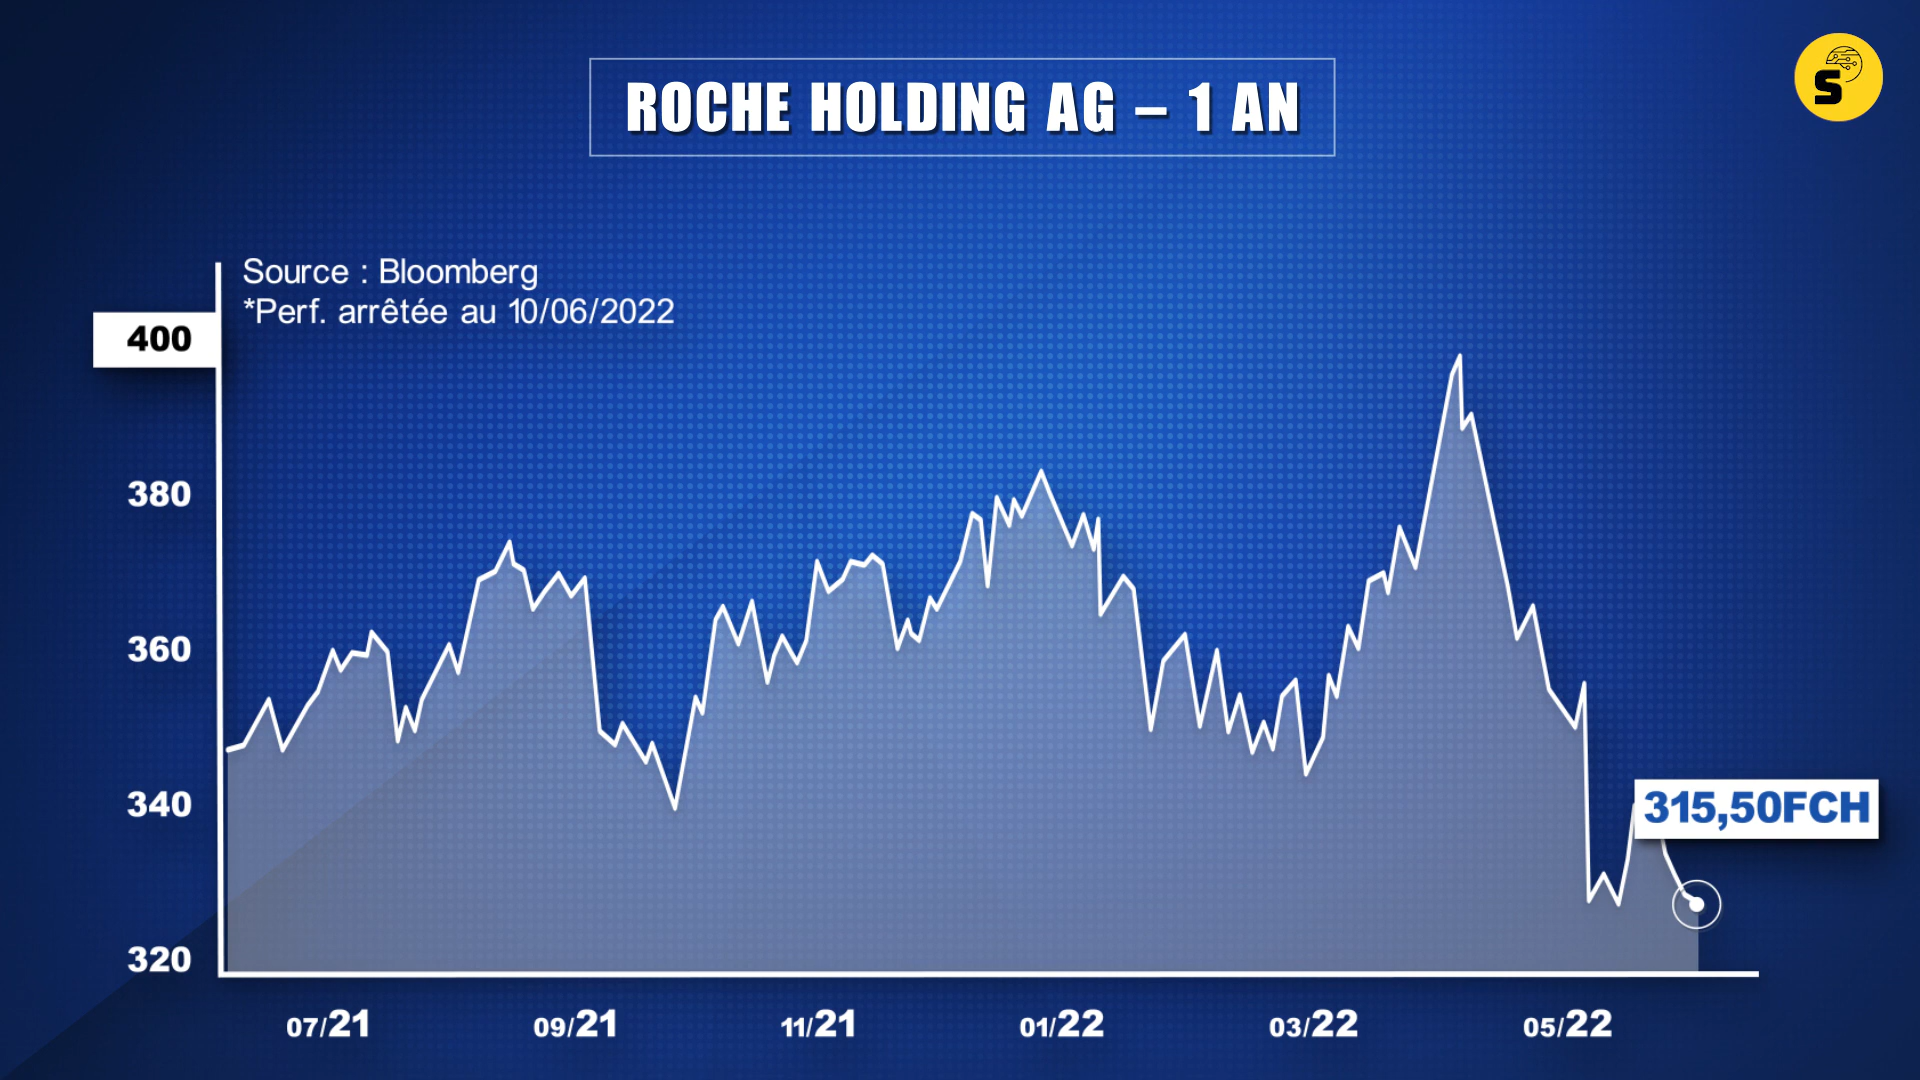 ROCHE HOLDING AG – 1 AN
S
Source : Bloomberg
*Perf. arrêtée au 10/06/2022
400
380
360
340
320
315,50FCH
07/21 09/21 11/21 01/22 03/22 05/22